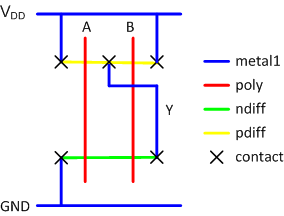 VDD
A B
metal1
poly
Y
ndiff
pdiff
contact
GND